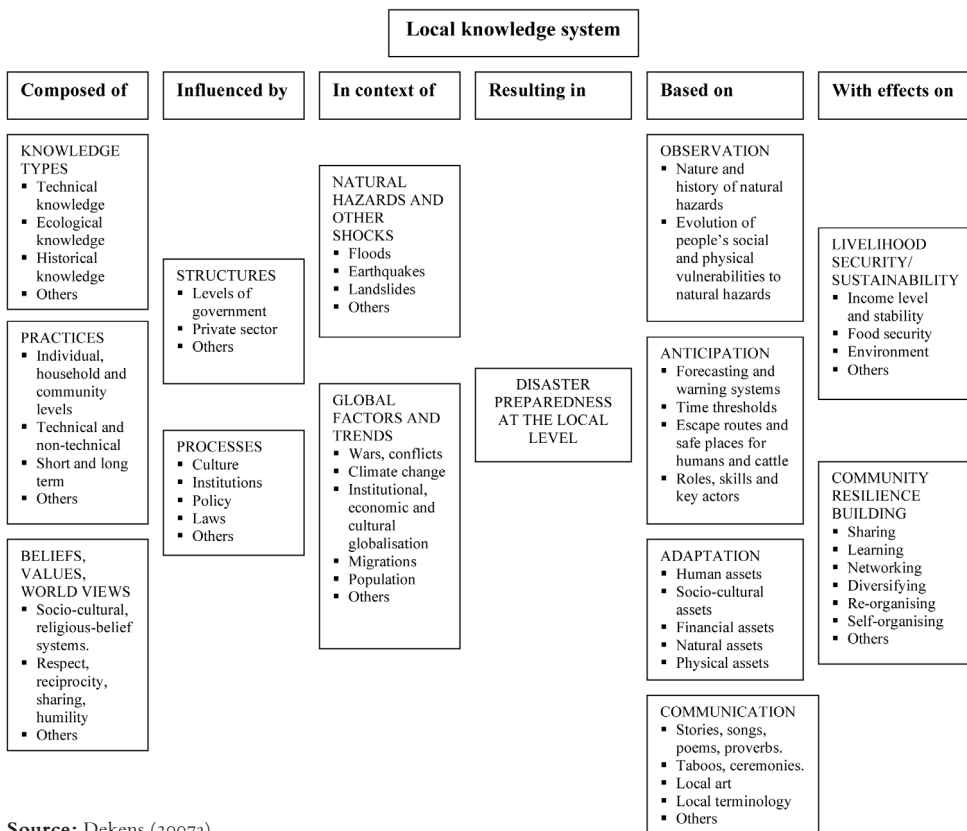 Local knowledge system
Composed of
Influenced by
In context of
Resulting in
Based on
With effects on
KNOWLEDGE
TYPES
▪ Technical
knowledge
▪ Ecological
knowledge
▪ Historical
knowledge
▪ Others
PRACTICES
▪ Individual,
household and
community
levels
▪ Technical and
non-technical
▪ Short and long
term
▪ Others
BELIEFS,
VALUES,
WORLD VIEWS
▪ Socio-cultural,
religious-belief
systems.
▪ Respect,
reciprocity,
sharing,
humility
▪ Others
STRUCTURES
▪ Levels of
government
▪ Private sector
▪ Others
PROCESSES
▪ Culture
▪ Institutions
▪ Policy
▪ Laws
▪ Others
NATURAL
HAZARDS AND
OTHER
SHOCKS
▪ Floods
▪ Earthquakes
▪ Landslides
▪ Others
GLOBAL
FACTORS AND
TRENDS
▪ Wars, conflicts
▪ Climate change
▪ Institutional,
economic and
cultural
globalisation
▪ Migrations
▪ Population
▪ Others
DISASTER
PREPAREDNESS
AT THE LOCAL
LEVEL
OBSERVATION
▪ Nature and
history of natural
hazards
▪ Evolution of
people’s social
and physical
vulnerabilities to
natural hazards
ANTICIPATION
▪ Forecasting and
warning systems
▪ Time thresholds
▪ Escape routes and
safe places for
humans and cattle
▪ Roles, skills and
key actors
ADAPTATION
▪ Human assets
▪ Socio-cultural
assets
▪ Financial assets
▪ Natural assets
▪ Physical assets
COMMUNICATION
▪ Stories, songs,
poems, proverbs.
▪ Taboos, ceremonies.
▪ Local art
▪ Local terminology
▪ Others
LIVELIHOOD
SECURITY/
SUSTAINABILITY
▪ Income level
and stability
▪ Food security
▪ Environment
▪ Others
COMMUNITY
RESILIENCE
BUILDING
▪ Sharing
▪ Learning
▪ Networking
▪ Diversifying
▪ Re-organising
▪ Self-organising
▪ Others
Source: Dekens (2007a)